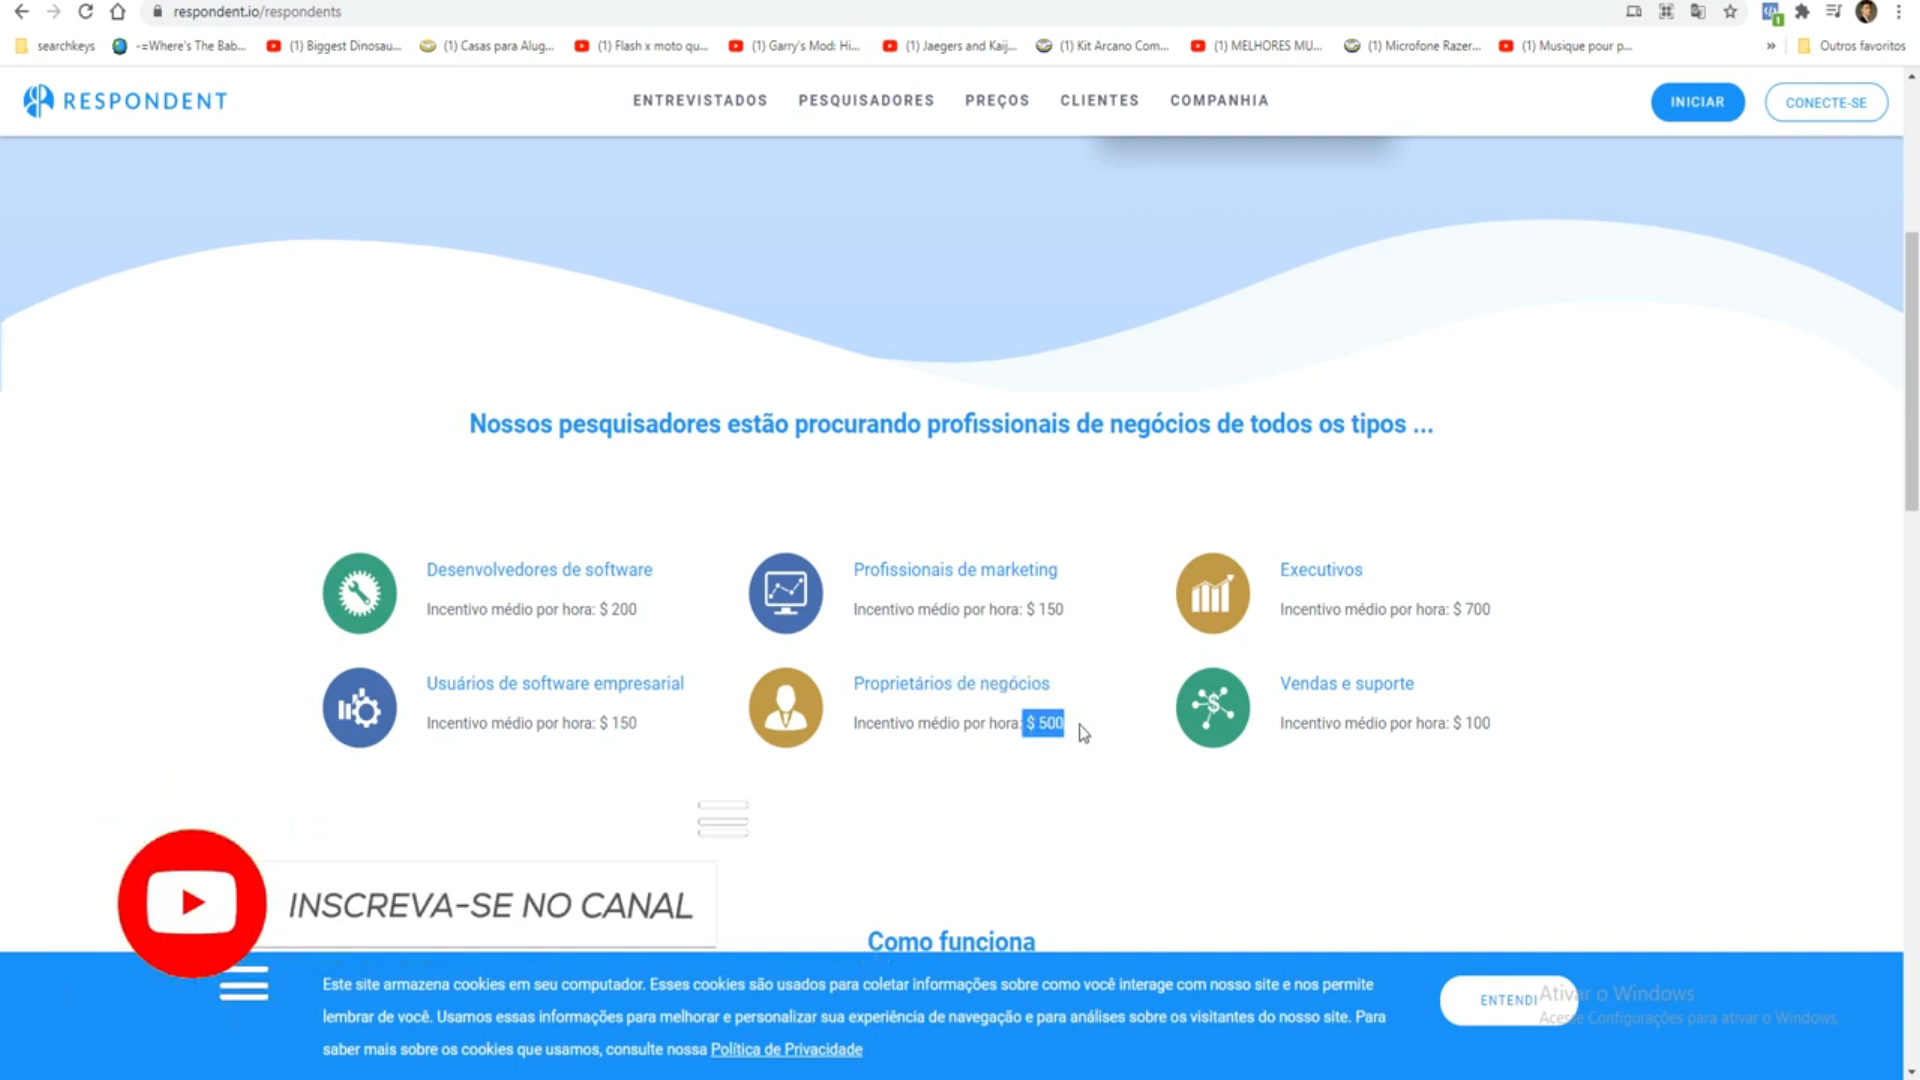 respondent.io/respondents
searchkeys
-=Where's The Bab...
(1) Biggest Dinosau...
(1) Casas para Alug...
(1) Flash x moto qu...
(1) Garry's Mod: Hi...
(1) Jaegers and Kaij...
(1) Kit Arcano Com...
(1) MELHORES MU...
(1) Microfone Razer...
(1) Musique pour p...
»
Outros favoritos
RESPONDENT
ENTREVISTADOS
PESQUISADORES
PREÇOS
CLIENTES
COMPANHIA
INICIAR
CONECTE-SE
Nossos pesquisadores estão procurando profissionais de negócios de todos os tipos ...
Desenvolvedores de software
Incentivo médio por hora: $ 200
Profissionais de marketing
Incentivo médio por hora: $ 150
Executivos
Incentivo médio por hora: $ 700
Usuários de software empresarial
Incentivo médio por hora: $ 150
Proprietários de negócios
Incentivo médio por hora: $ 500
Vendas e suporte
Incentivo médio por hora: $ 100
INSCREVA-SE NO CANAL
Como funciona
Este site armazena cookies em seu computador. Esses cookies são usados para coletar informações sobre como você interage com nosso site e nos permite
lembrar de você. Usamos essas informações para melhorar e personalizar sua experiência de navegação e para análises sobre os visitantes do nosso site. Para
saber mais sobre os cookies que usamos, consulte nossa Política de Privacidade
ENTENDI
Ativar o Windows
Acesse Configurações para ativar o Windows.